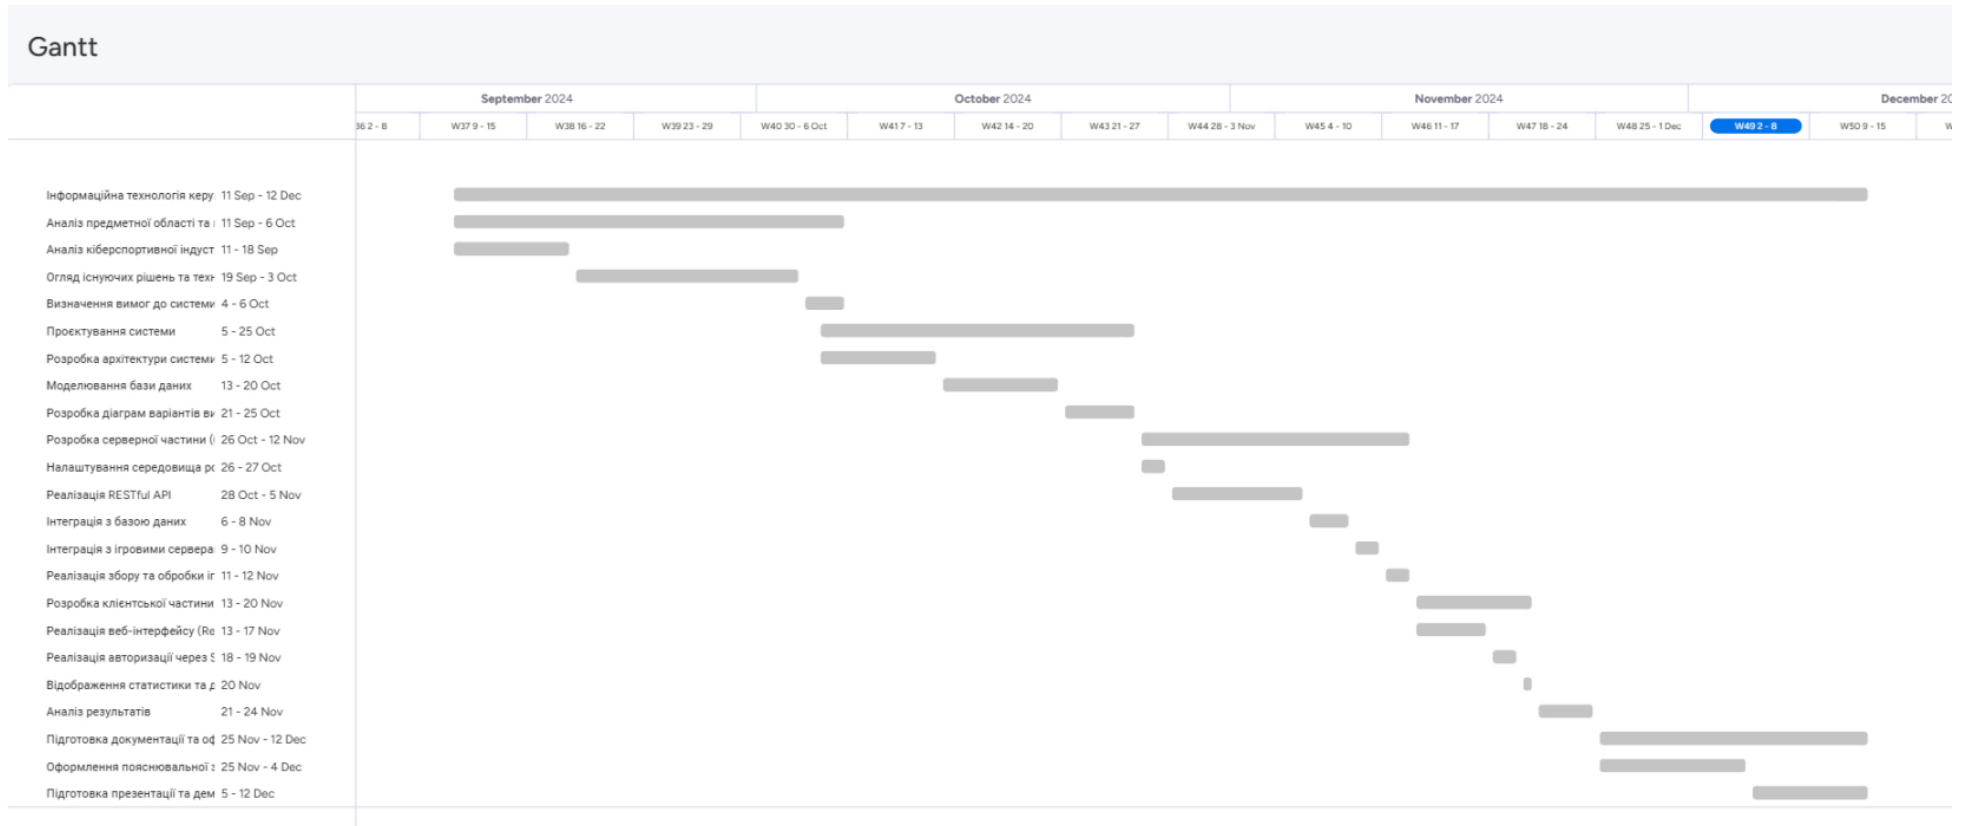 Gantt
September 2024 October 2024 November 2024 December 20
36 2 - 8 W37 9 - 15 W38 16 - 22 W39 23 - 29 W40 30 - 6 Oct W41 7 - 13 W42 14 - 20 W43 21 - 27 W44 28 - 3 Nov W45 4 - 10 W46 11 - 17 W47 18 - 24 W48 25 - 1 Dec W49 2 - 8 W50 9 - 15 W
Інформаційна технологія керу 11 Sep - 12 Dec
Аналіз предметної області та 11 Sep - 6 Oct
Аналіз кіберспортивної індуст 11 - 18 Sep
Огляд існуючих рішень та техн 19 Sep - 3 Oct
Визначення вимог до системи 4 - 6 Oct
Проєктування системи 5 - 25 Oct
Розробка архітектури системи 5 - 12 Oct
Моделювання бази даних 13 - 20 Oct
Розробка діаграм варіантів ви 21 - 25 Oct
Розробка серверної частини ( 26 Oct - 12 Nov
Налаштування середовища ро 26 - 27 Oct
Реалізація RESTful API 28 Oct - 5 Nov
Інтеграція з базою даних 6 - 8 Nov
Інтеграція з ігровими сервера 9 - 10 Nov
Реалізація збору та обробки іг 11 - 12 Nov
Розробка клієнтської частини 13 - 20 Nov
Реалізація веб-інтерфейсу (Re 13 - 17 Nov
Реалізація авторизації через S 18 - 19 Nov
Відображення статистики та д 20 Nov
Аналіз результатів 21 - 24 Nov
Підготовка документації та оф 25 Nov - 12 Dec
Оформлення пояснювальної з 25 Nov - 4 Dec
Підготовка презентації та дем 5 - 12 Dec